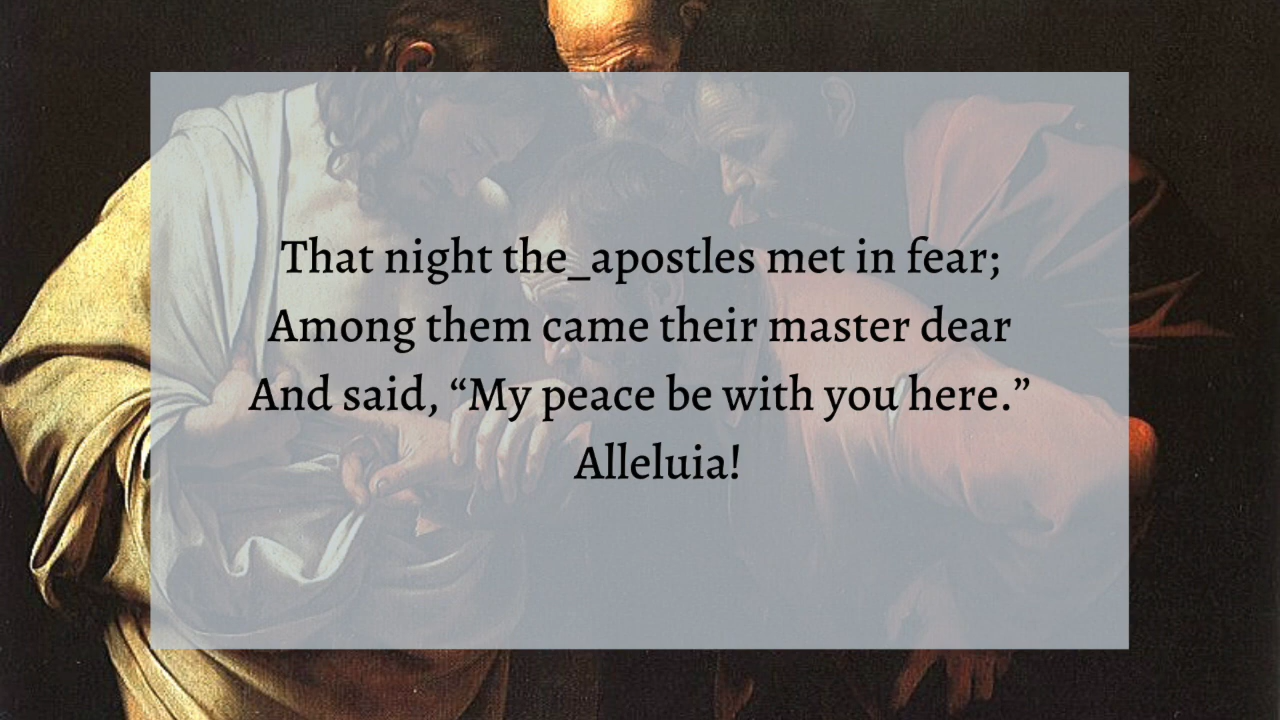 That night the_apostles met in fear;
Among them came their master dear
And said, “My peace be with you here.”
Alleluia!